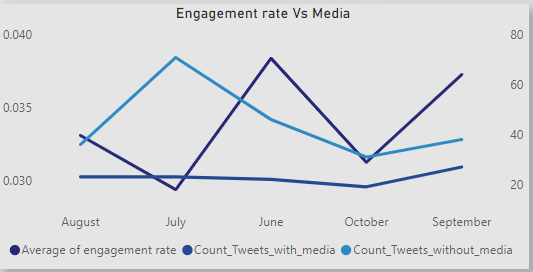 Engagement rate Vs Media
0.040 80
0.035 60
40
0.030 20
August July June October September
Average of engagement rate Count_Tweets_with_media Count_Tweets_without_media